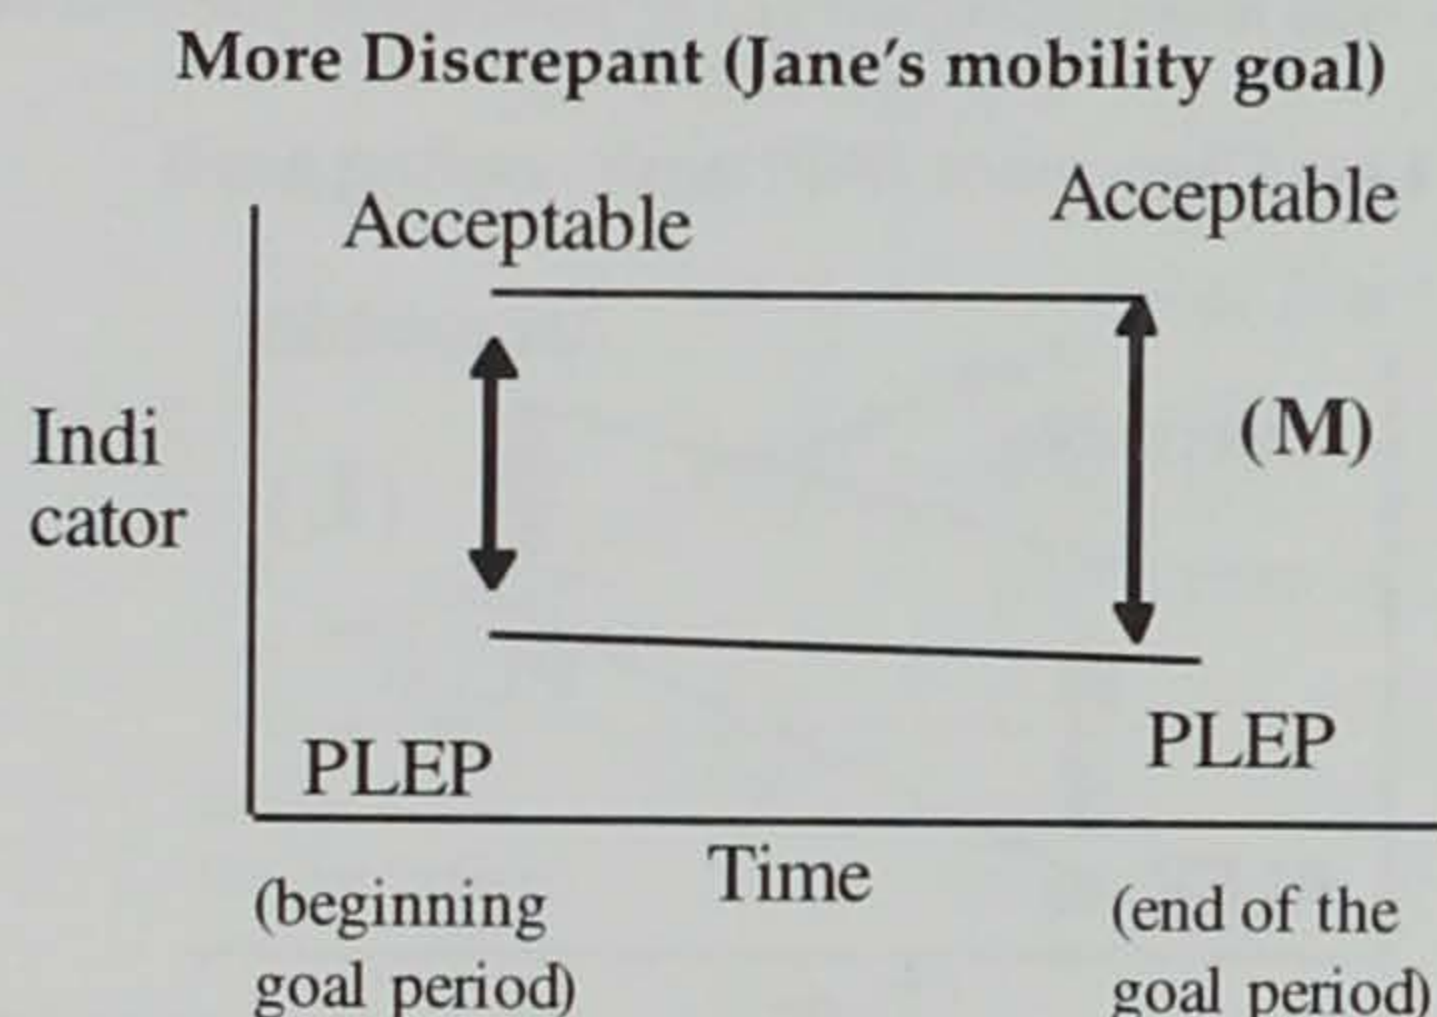 More Discrepant (Jane's mobility goal)
Acceptable
Acceptable
Indi
cator
(M)
PLEP
PLEP
Time
(beginning
goal period)
(end of the
goal period)